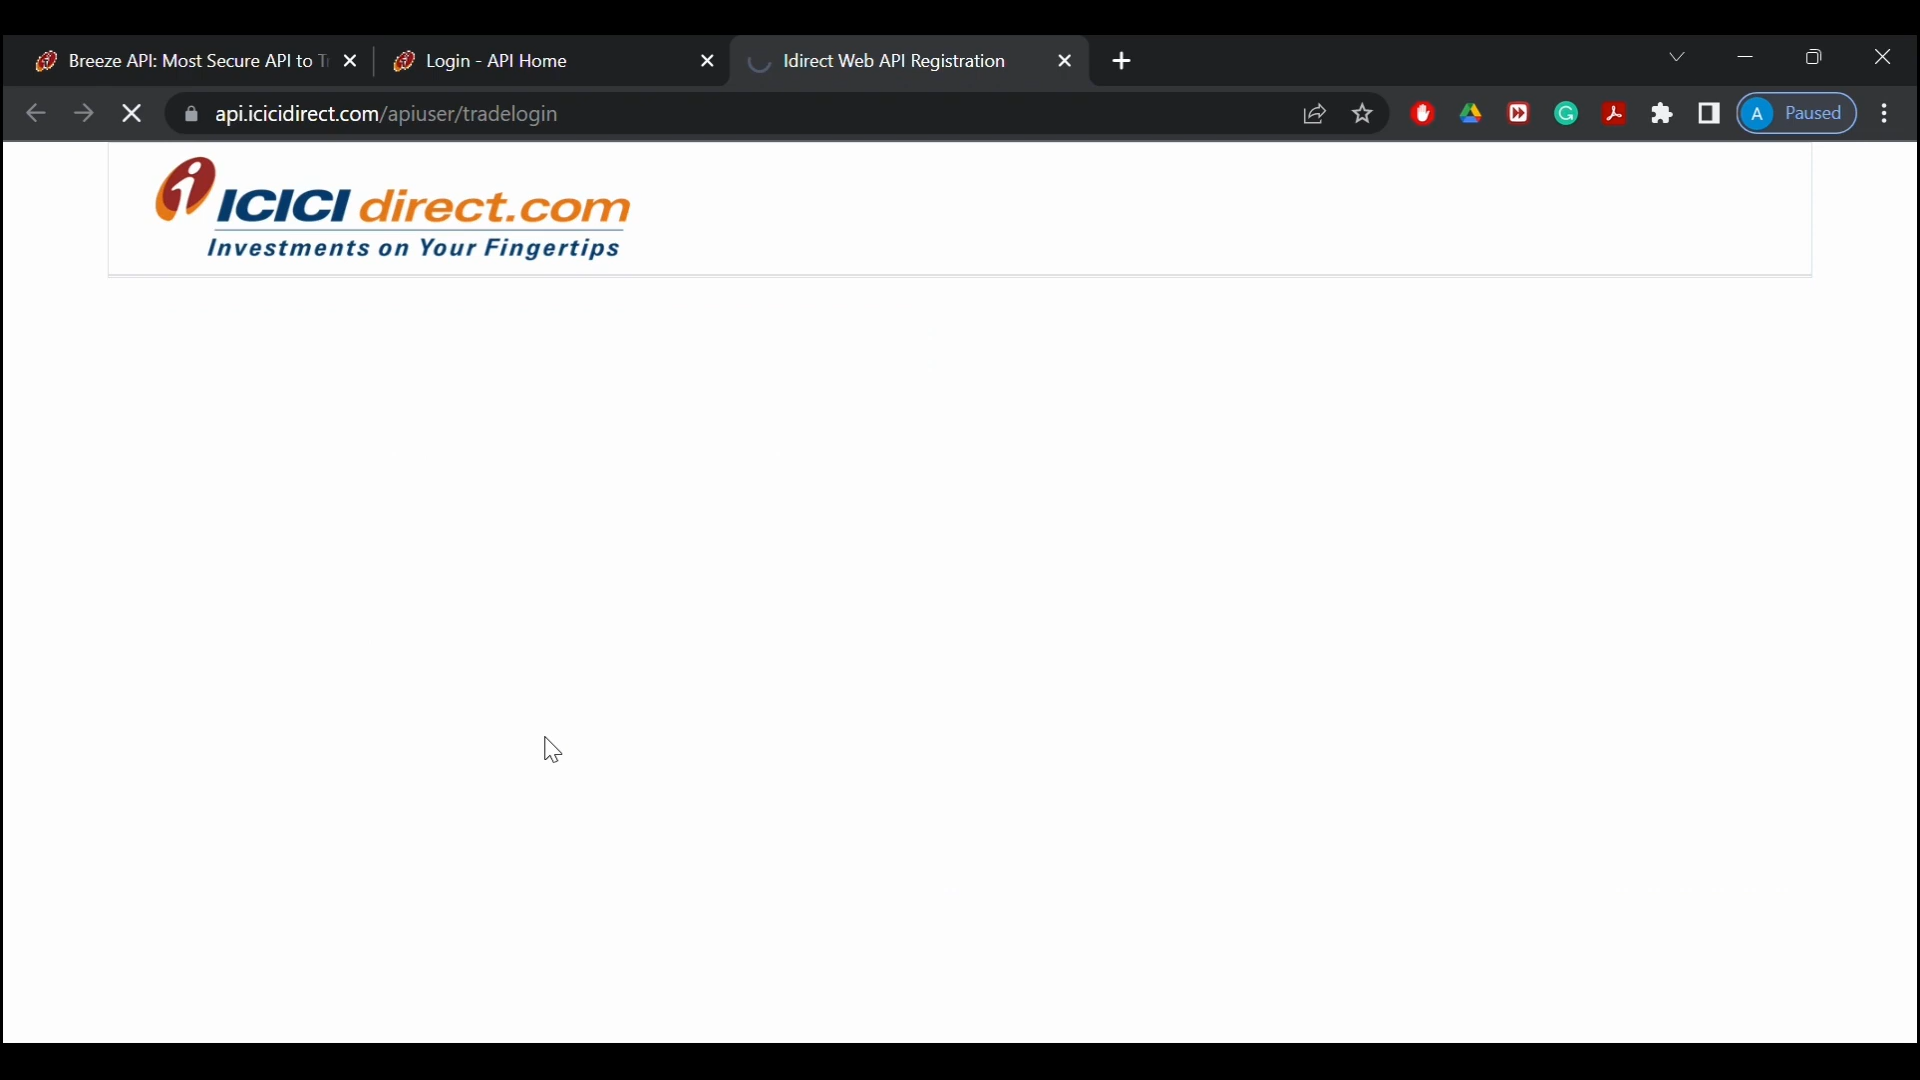 Breeze API: Most Secure API to T
Login - API Home
Idirect Web API Registration
api.icicidirect.com/apiuser/tradelogin
A
Paused
ICICI direct.com
Investments on Your Fingertips